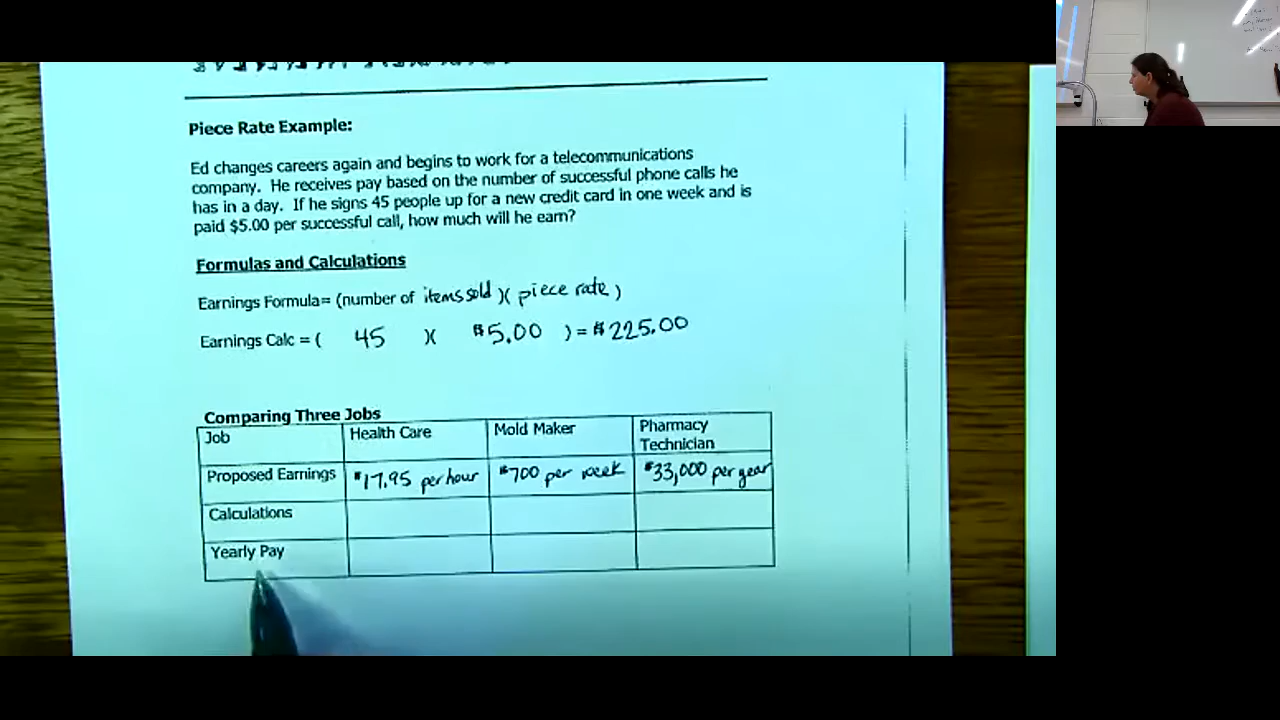 Piece Rate Example:
Ed changes careers again and begins to work for a telecommunications
company. He receives pay based on the number of successful phone calls he
has in a day. If he signs 45 people up for a new credit card in one week and is
paid $5.00 per successful call, how much will he earn?
Formulas and Calculations
Earnings Formula= (number of items sold)( piece rate )
Earnings Calc = ( 45 )( $5.00 ) = $225.00
Comparing Three Jobs
Job Health Care Mold Maker Pharmacy
Technician
Proposed Earnings $17.95 per hour $700 per week $33,000 per year
Calculations
Yearly Pay